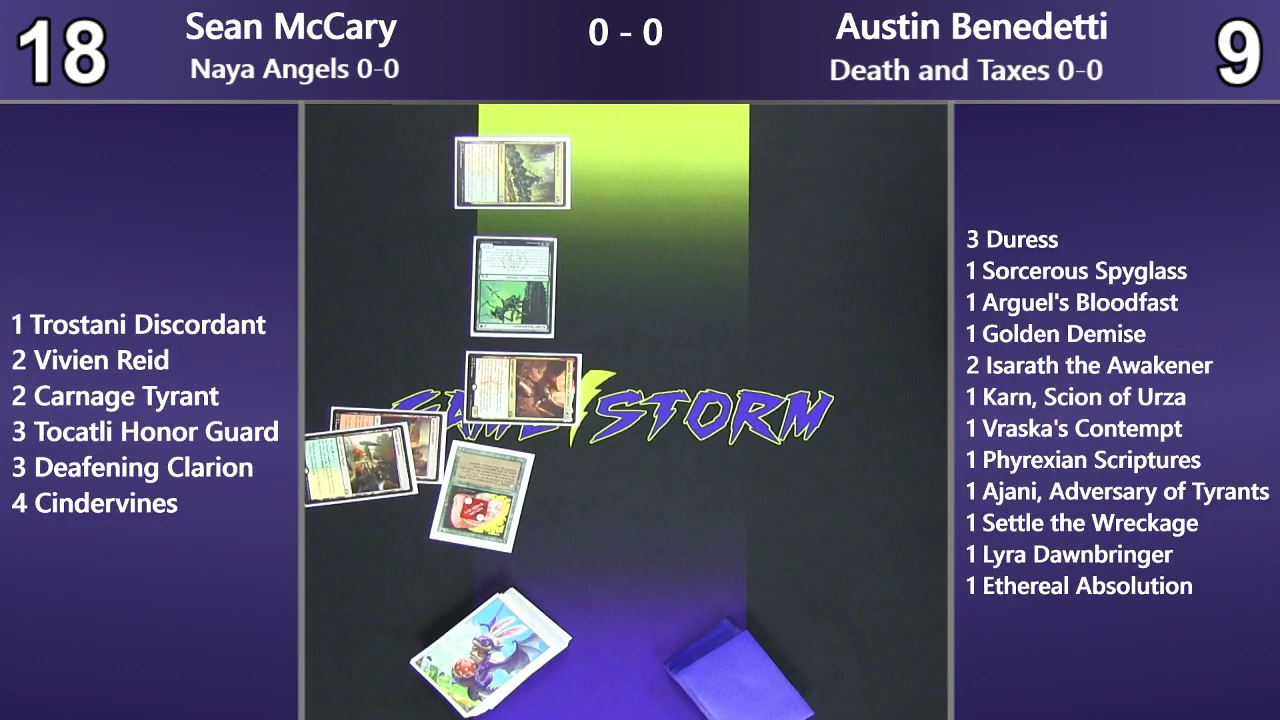 18
Sean McCary
Naya Angels 0-0
0 - 0
Austin Benedetti
Death and Taxes 0-0
9
1 Trostani Discordant
2 Vivien Reid
2 Carnage Tyrant
3 Tocatli Honor Guard
3 Deafening Clarion
4 Cindervines
STORM
3 Duress
1 Sorcerous Spyglass
1 Arguel's Bloodfast
1 Golden Demise
2 Isarath the Awakener
1 Karn, Scion of Urza
1 Vraska's Contempt
1 Phyrexian Scriptures
1 Ajani, Adversary of Tyrants
1 Settle the Wreckage
1 Lyra Dawnbringer
1 Ethereal Absolution